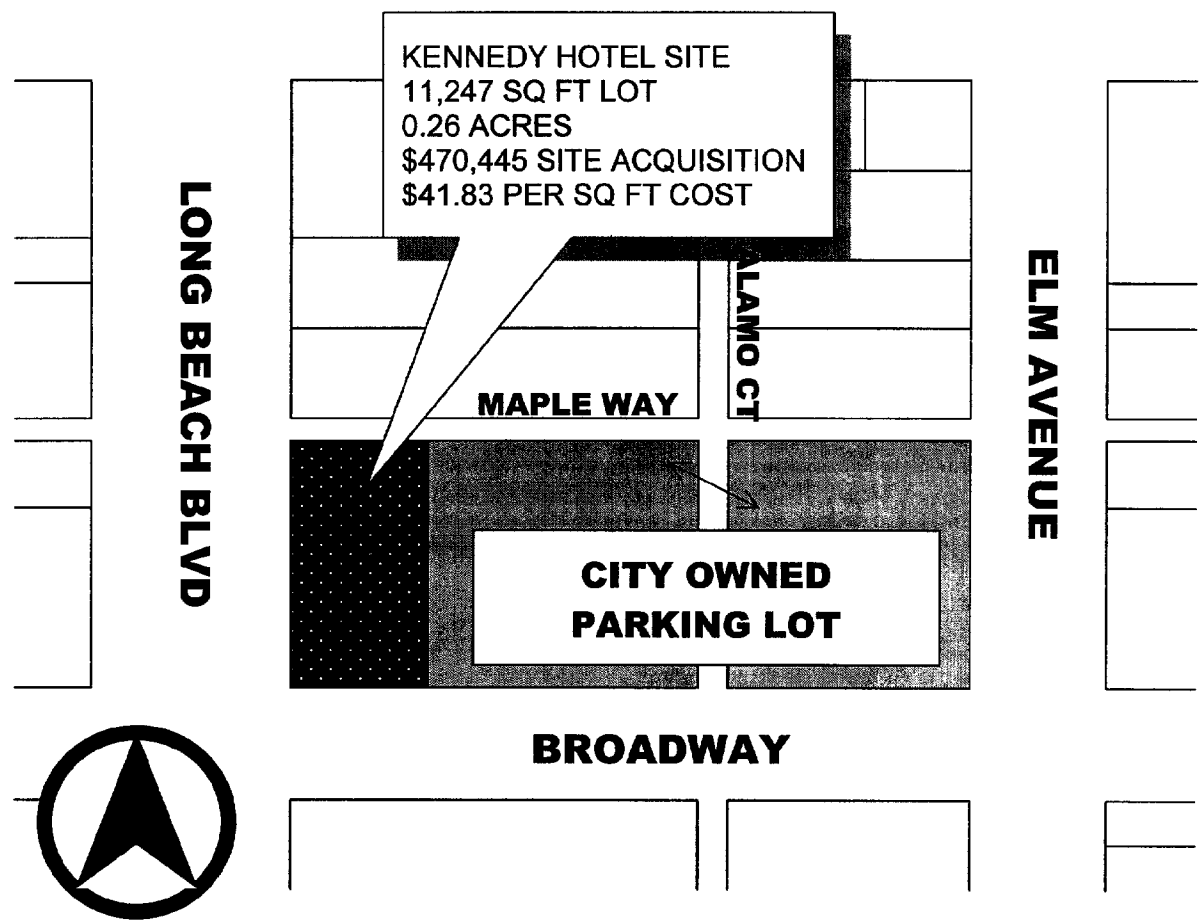 KENNEDY HOTEL SITE
11,247 SQ FT LOT
0.26 ACRES
$470,445 SITE ACQUISITION
$41.83 PER SQ FT COST
LONG BEACH BLVD
ALAMO CT
ELM AVENUE
MAPLE WAY
CITY OWNED
PARKING LOT
BROADWAY